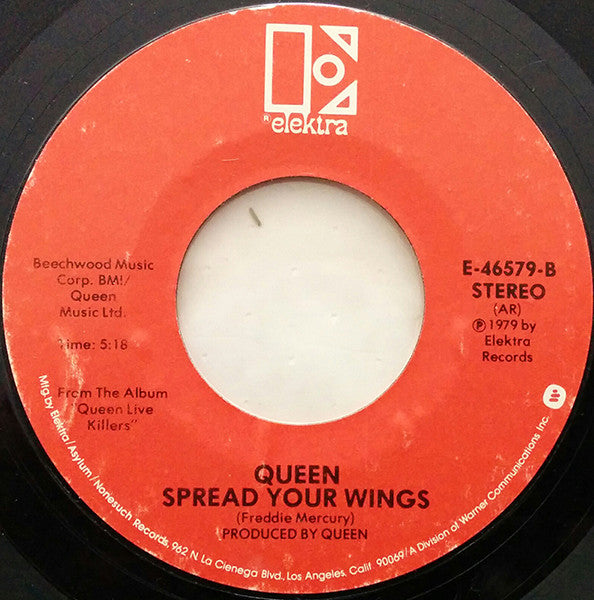 ® elektra
Beechwood Music
Corp. BMI/
Queen
Music Ltd.
Time: 5:18
From The Album
"Queen Live
Killers"
E-46579-B
STEREO
(AR)
℗ 1979 by
Elektra
Records
QUEEN
SPREAD YOUR WINGS
(Freddie Mercury)
PRODUCED BY QUEEN
Mfg. by Elektra/Asylum/Nonesuch Records, 962 N. La Cienega Blvd., Los Angeles, Calif. 90069/A Division of Warner Communications Inc.